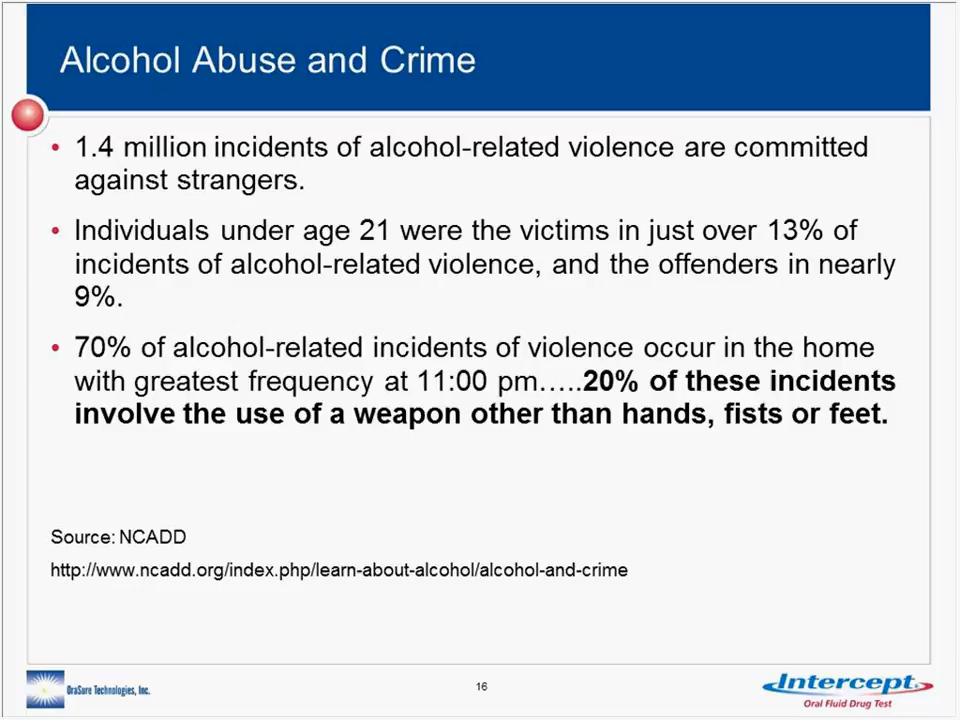 Alcohol Abuse and Crime
• 1.4 million incidents of alcohol-related violence are committed
against strangers.
• Individuals under age 21 were the victims in just over 13% of
incidents of alcohol-related violence, and the offenders in nearly
9%.
• 70% of alcohol-related incidents of violence occur in the home
with greatest frequency at 11:00 pm…..20% of these incidents
involve the use of a weapon other than hands, fists or feet.
Source: NCADD
http://www.ncadd.org/index.php/learn-about-alcohol/alcohol-and-crime
OraSure Technologies, Inc.
16
Intercept®
Oral Fluid Drug Test